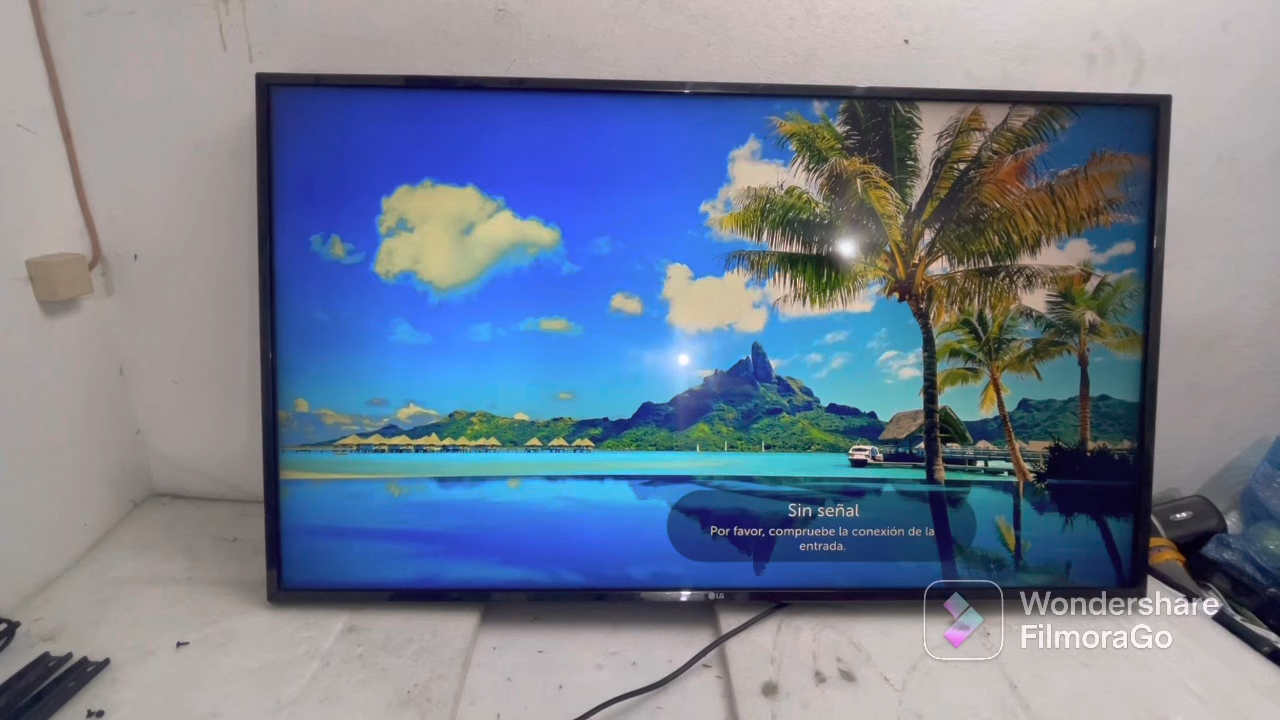 Sin señal
Por favor, compruebe la conexión de la
entrada.
LG
Wondershare
FilmoraGo